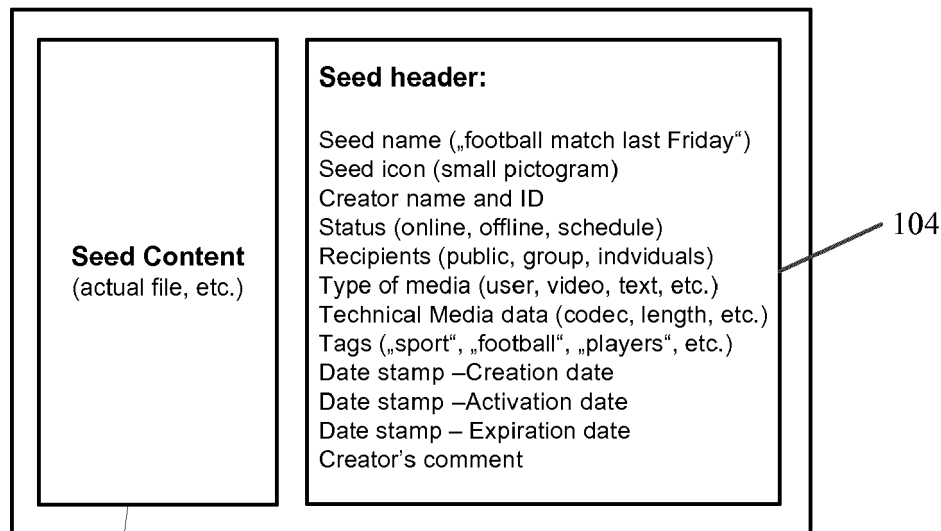 Seed Content
(actual file, etc.)
Seed header:
Seed name („football match last Friday“)
Seed icon (small pictogram)
Creator name and ID
Status (online, offline, schedule)
Recipients (public, group, indviduals)
Type of media (user, video, text, etc.)
Technical Media data (codec, length, etc.)
Tags („sport“, „football“, „players“, etc.)
Date stamp –Creation date
Date stamp –Activation date
Date stamp – Expiration date
Creator's comment
104